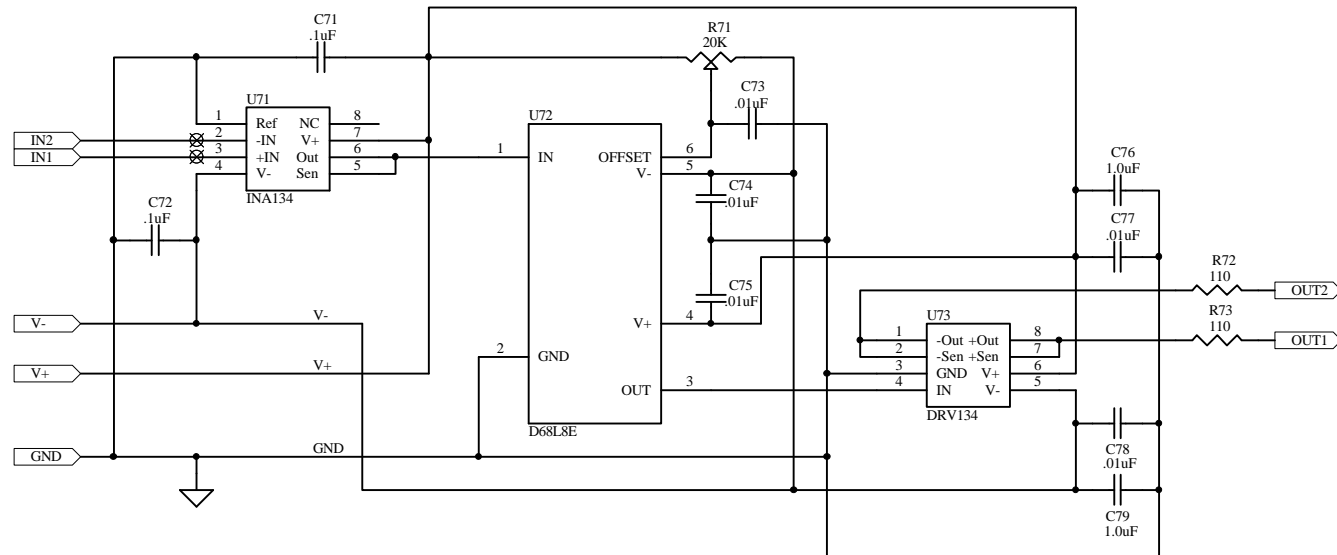 C71
.1uF
R71
20K
C73
.01uF
U71
1 Ref NC 8
2 -IN V+ 7
3 +IN Out 6
4 V- Sen 5
INA134
IN2
IN1
C72
.1uF
U72
1 IN
OFFSET 6
V- 5
C74
.01uF
C75
.01uF
V+ 4
2 GND
OUT 3
D68L8E
C76
1.0uF
C77
.01uF
R72
110
OUT2
R73
110
OUT1
U73
1 -Out +Out 8
2 -Sen +Sen 7
3 GND V+ 6
4 IN V- 5
DRV134
V- V-
V+ V+
GND GND
C78
.01uF
C79
1.0uF